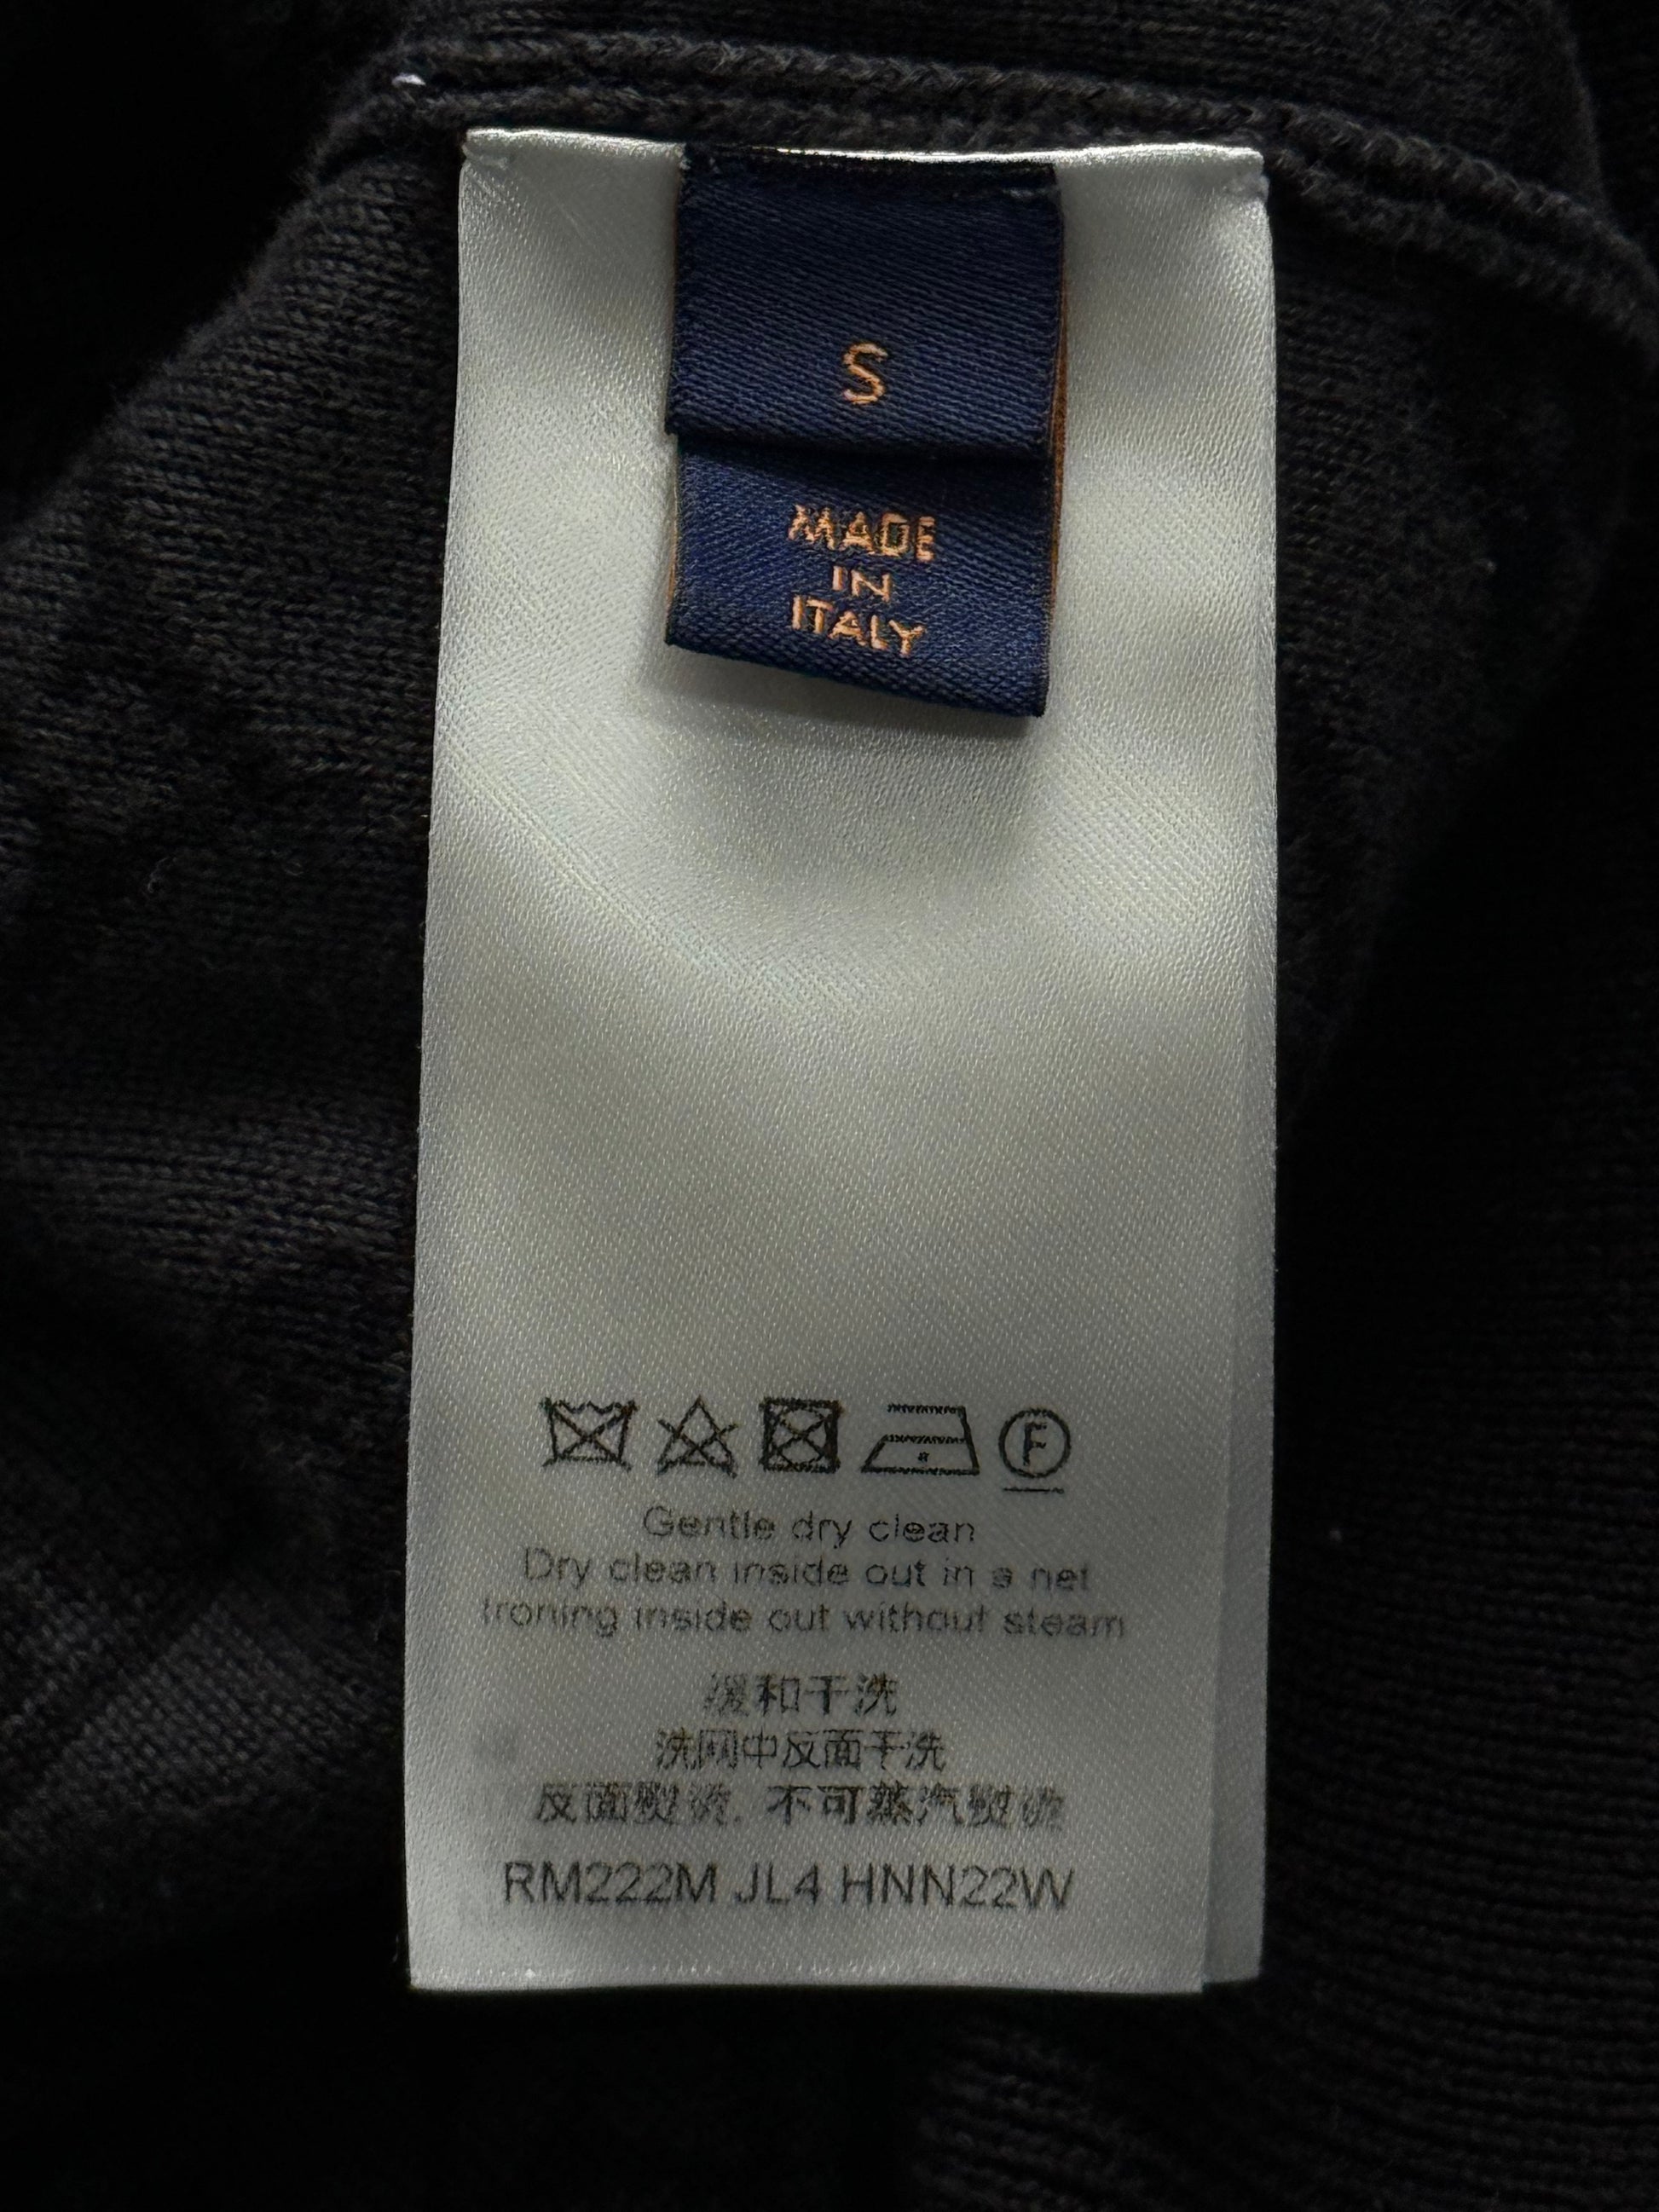 S
MADE
IN
ITALY
F
Gentle dry clean
Dry clean inside out in a net
Ironing inside out without steam
缓和干洗
洗网中反面干洗
反面熨烫. 不可蒸汽熨烫
RM222M JL4 HNN22W